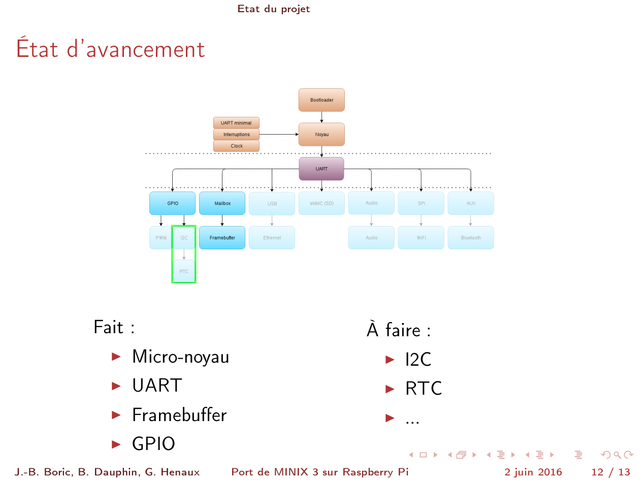 Etat du projet
État d'avancement
Bootloader
UART minimal
Interruptions
Clock
Noyau
UART
GPIO
Mailbox
USB
eMMC (SD)
Audio
SPI
AUX
PWM
I2C
Framebuffer
Ethernet
Audio
WiFi
Bluetooth
RTC
Fait :
Micro-noyau
UART
Framebuffer
GPIO
À faire :
I2C
RTC
...
J.-B. Boric, B. Dauphin, G. Henaux
Port de MINIX 3 sur Raspberry Pi
2 juin 2016
12 / 13